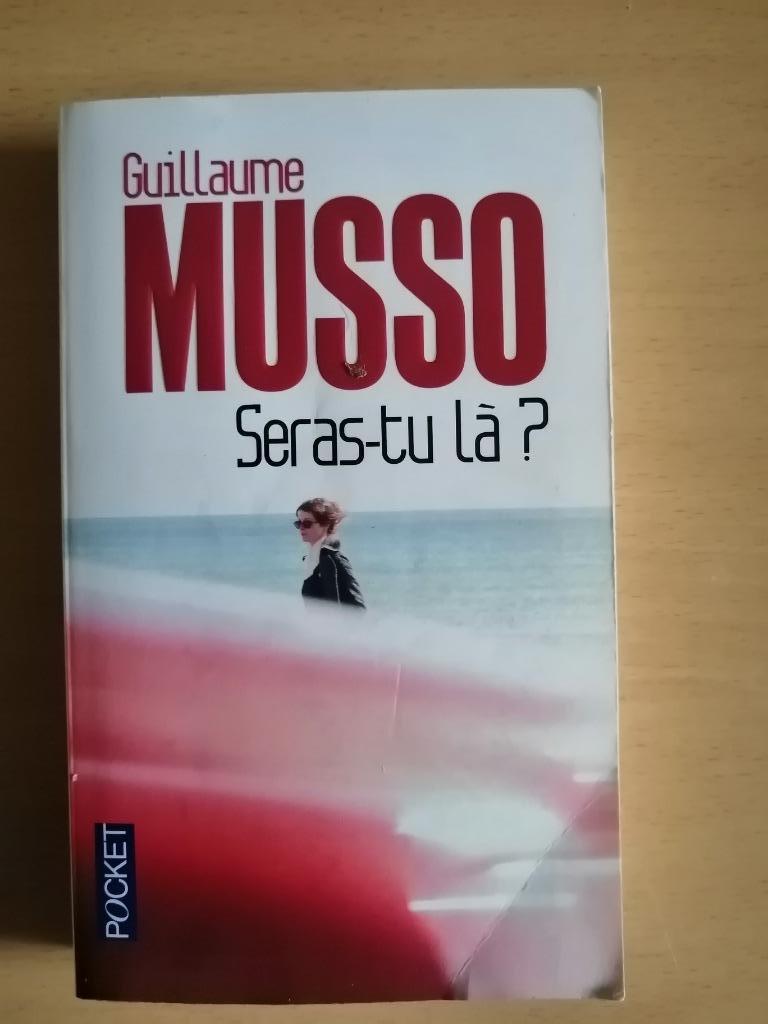 Guillaume
MUSSO
Seras-tu là ?
POCKET